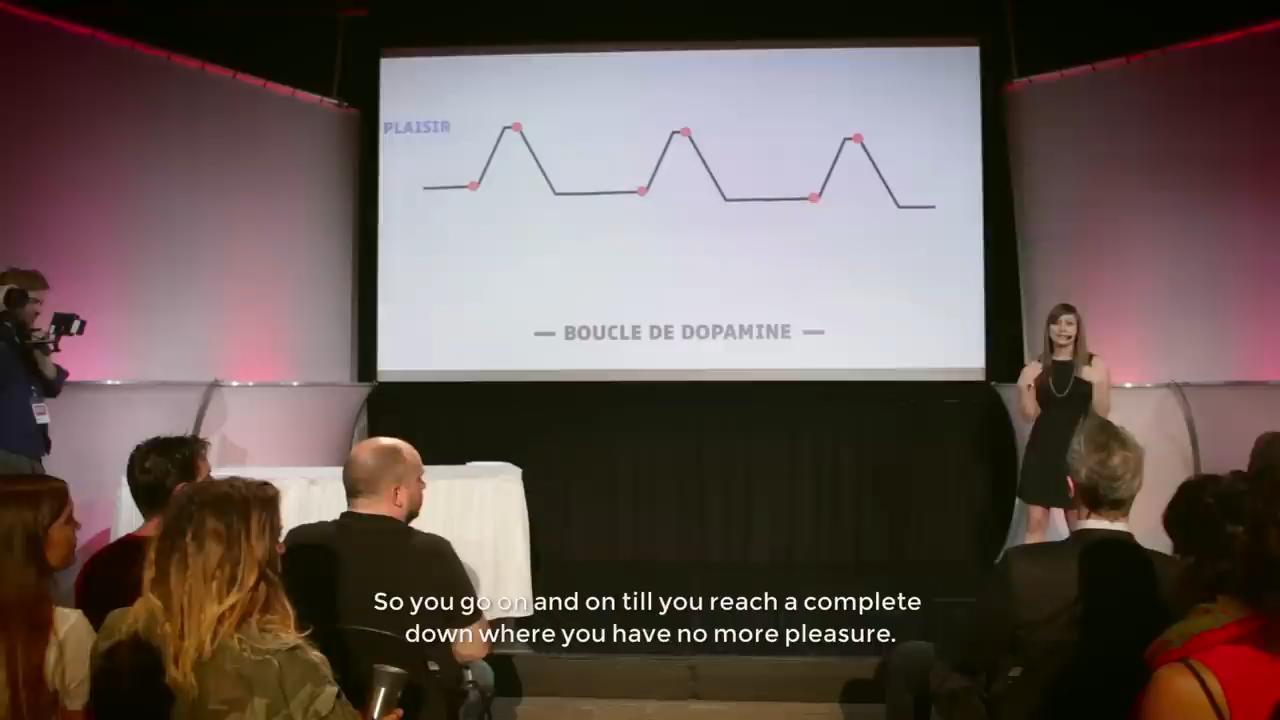 PLAISIR
— BOUCLE DE DOPAMINE —
So you go on and on till you reach a complete
down where you have no more pleasure.